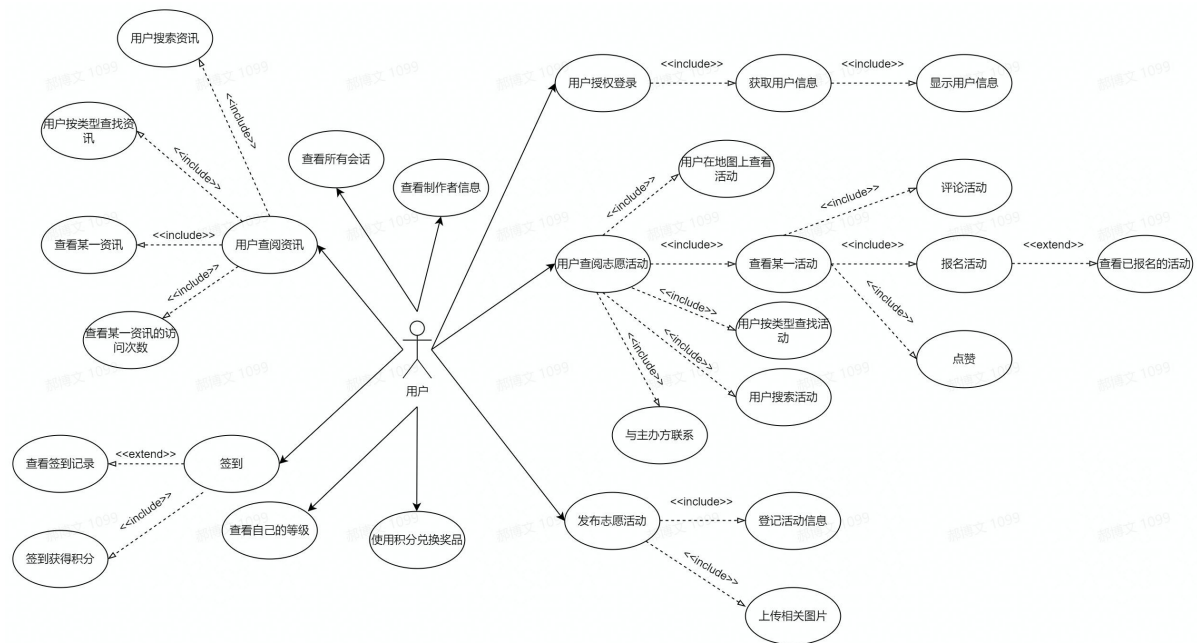 用户搜索资讯
<<include>>
用户按类型查找资
讯
<<include>>
查看所有会话
查看制作者信息
查看某一资讯
<<include>>
用户查阅资讯
<<include>>
查看某一资讯的访
问次数
用户
用户授权登录
<<include>>
获取用户信息
<<include>>
显示用户信息
用户在地图上查看
活动
<<include>>
用户查阅志愿活动
<<include>>
查看某一活动
<<include>>
评论活动
<<include>>
报名活动
<<extend>>
查看已报名的活动
<<include>>
点赞
<<include>>
用户按类型查找活
动
<<include>>
用户搜索活动
<<include>>
与主办方联系
查看签到记录
<<extend>>
签到
<<include>>
签到获得积分
查看自己的等级
使用积分兑换奖品
发布志愿活动
<<include>>
登记活动信息
<<include>>
上传相关图片
郝博文 1099